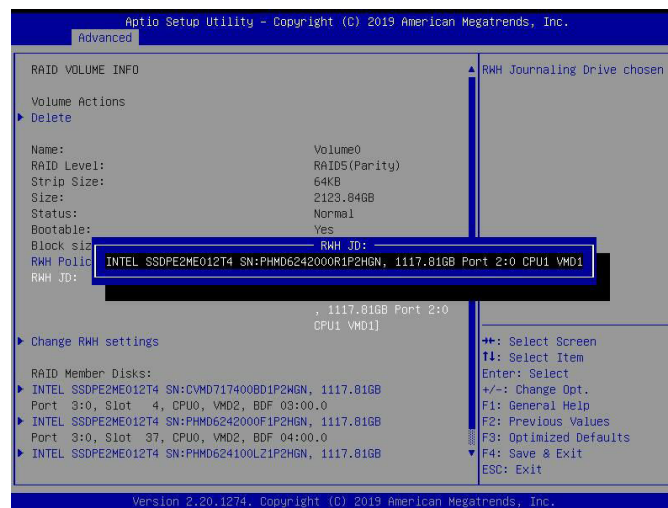 Aptio Setup Utility – Copyright (C) 2019 American Megatrends, Inc.
Advanced
RAID VOLUME INFO
Volume Actions
Delete
Name: Volume0
RAID Level: RAID5(Parity)
Strip Size: 64KB
Size: 2123.84GB
Status: Normal
Bootable: Yes
Block siz
RWH Polic
RWH JD:
RWH JD:
INTEL SSDPE2ME012T4 SN:PHMD6242000R1P2HGN, 1117.81GB Port 2:0 CPU1 VMD1
, 1117.81GB Port 2:0
CPU1 VMD1]
Change RWH settings
RAID Member Disks:
INTEL SSDPE2ME012T4 SN:CVMD717400BD1P2WGN, 1117.81GB
Port 3:0, Slot 4, CPU0, VMD2, BDF 03:00.0
INTEL SSDPE2ME012T4 SN:PHMD6242000F1P2HGN, 1117.81GB
Port 3:0, Slot 37, CPU0, VMD2, BDF 04:00.0
INTEL SSDPE2ME012T4 SN:PHMD624100LZ1P2HGN, 1117.81GB
RWH Journaling Drive chosen
→←: Select Screen
↑↓: Select Item
Enter: Select
+/-: Change Opt.
F1: General Help
F2: Previous Values
F3: Optimized Defaults
F4: Save & Exit
ESC: Exit
Version 2.20.1274. Copyright (C) 2019 American Megatrends, Inc.